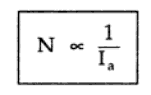 N ∝ 1/Iₐ